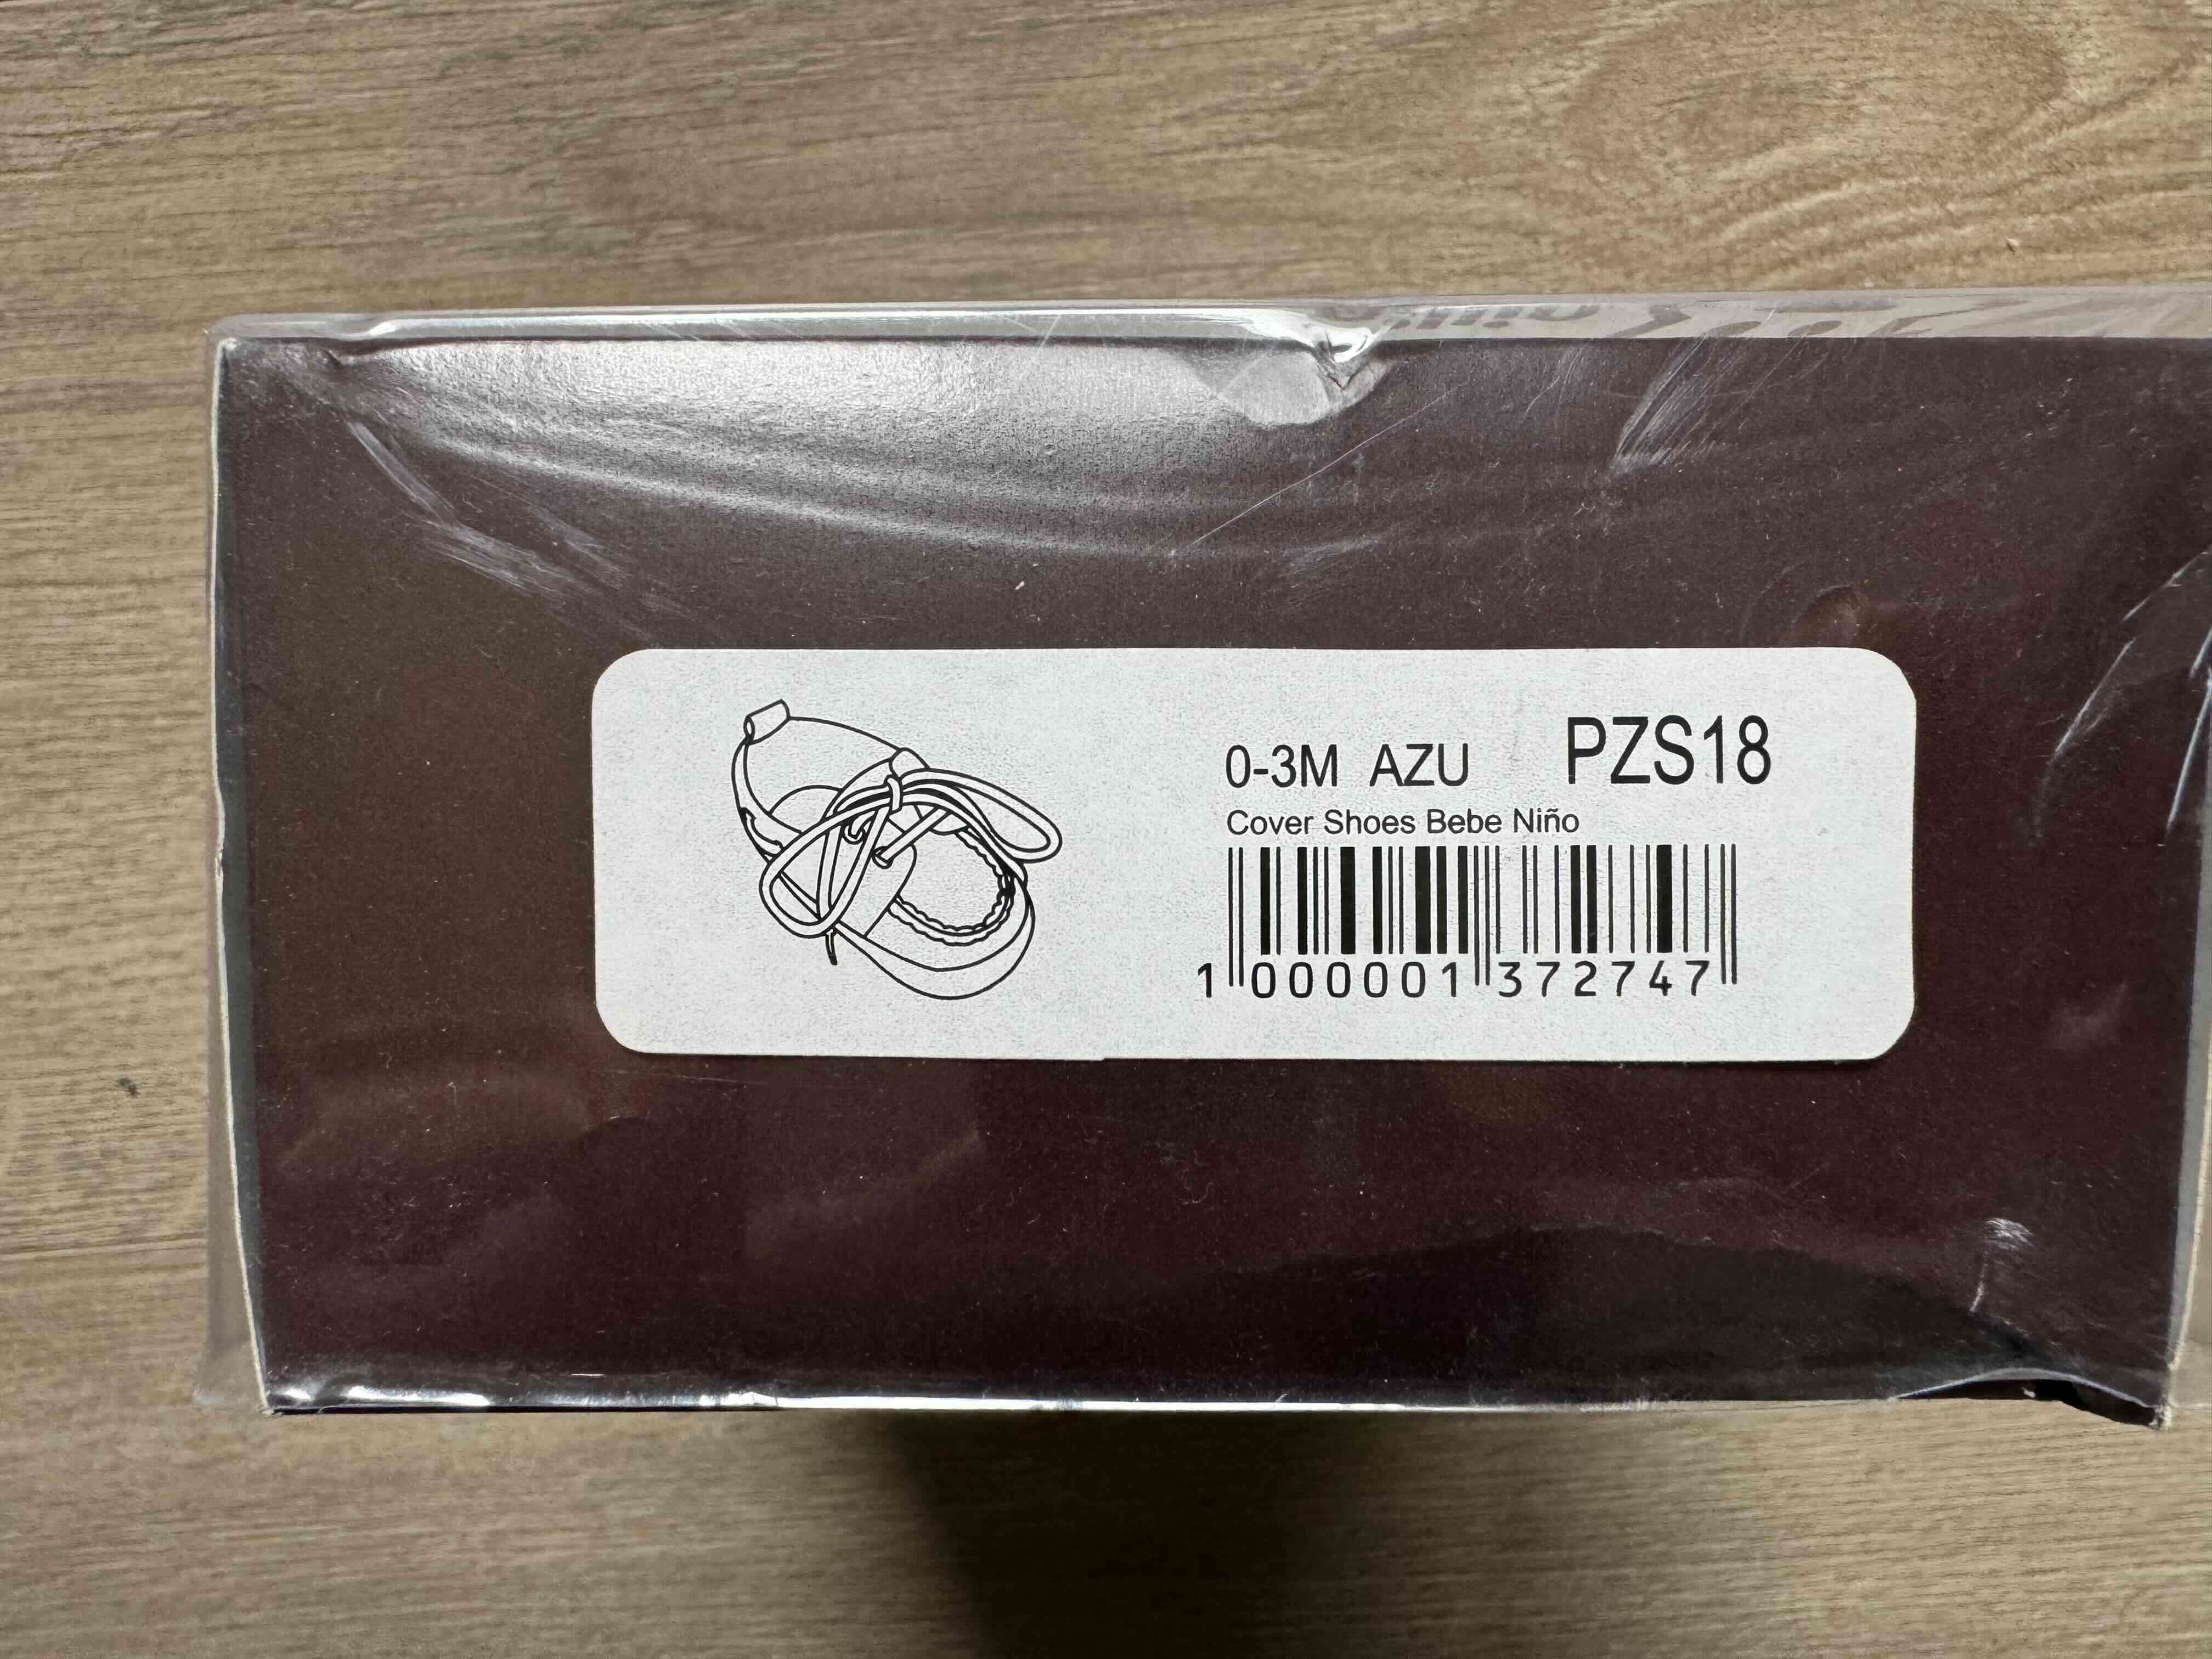 0-3M AZU PZS18
Cover Shoes Bebe Niño
1 000001 372747